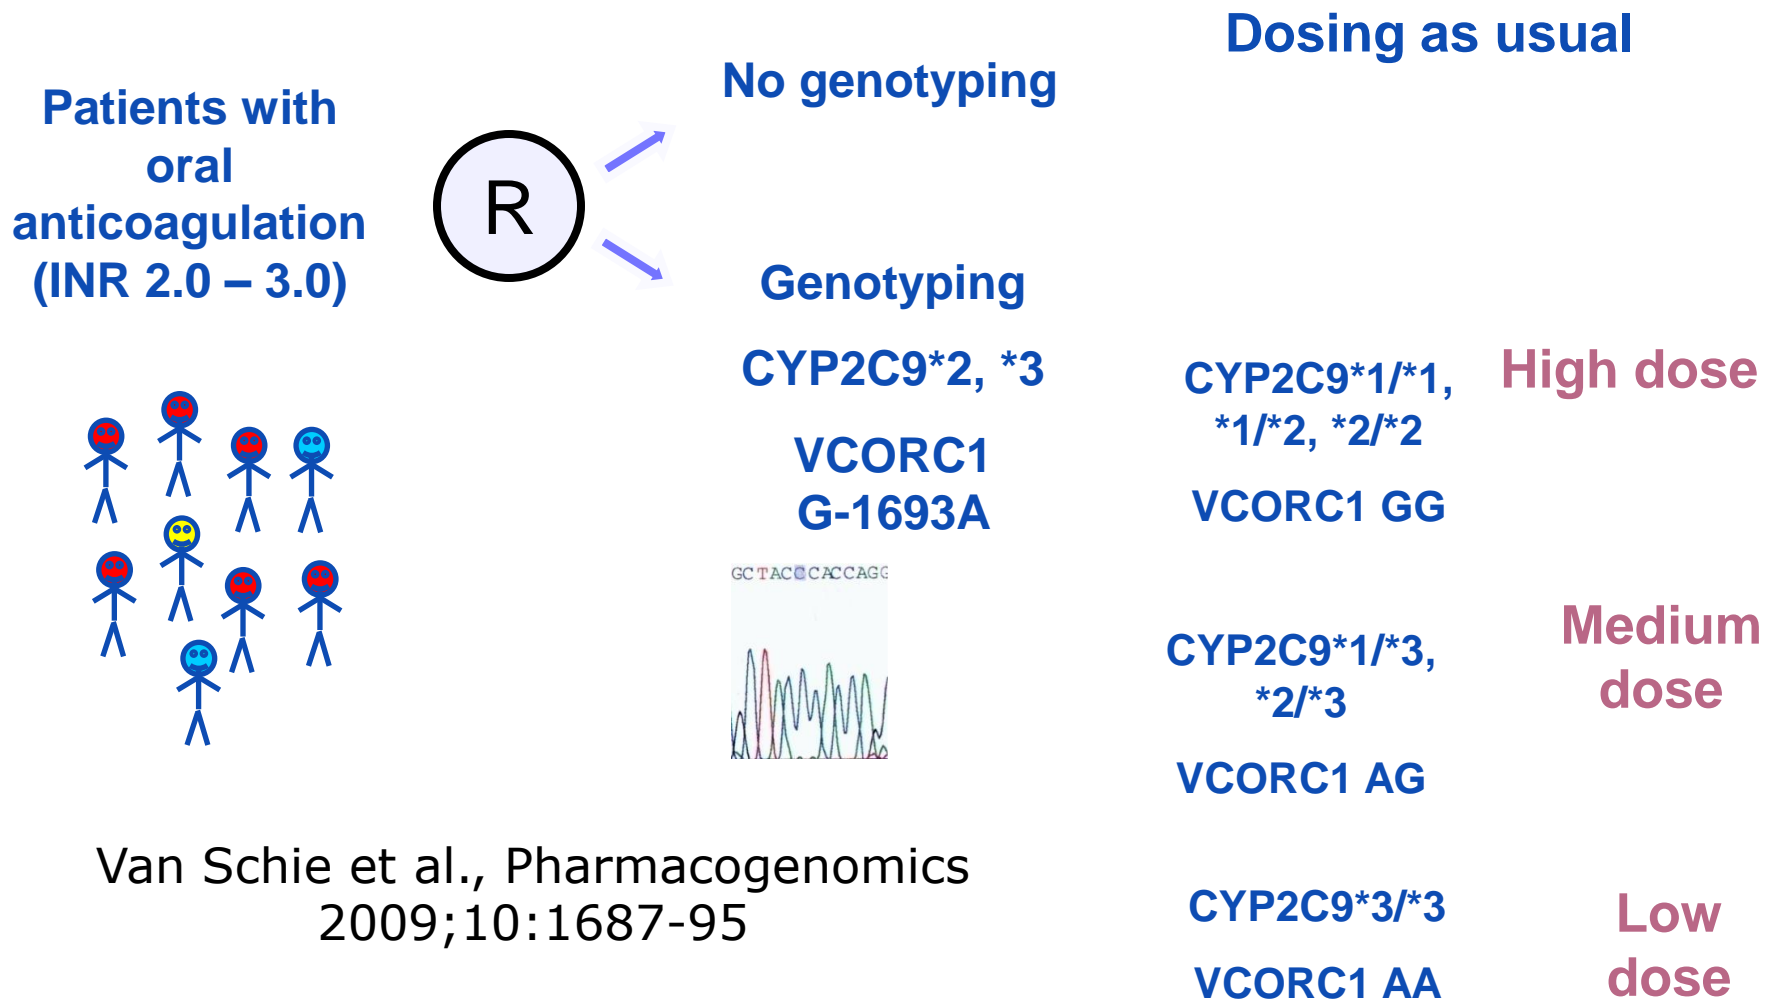 Dosing as usual
No genotyping
Patients with
oral
anticoagulation
(INR 2.0 – 3.0)
R
Genotyping
CYP2C9*2, *3
VCORC1
G-1693A
GCTACCCACCAGG
CYP2C9*1/*1,
*1/*2, *2/*2
VCORC1 GG
High dose
CYP2C9*1/*3,
*2/*3
VCORC1 AG
Medium
dose
CYP2C9*3/*3
VCORC1 AA
Low
dose
Van Schie et al., Pharmacogenomics
2009;10:1687-95